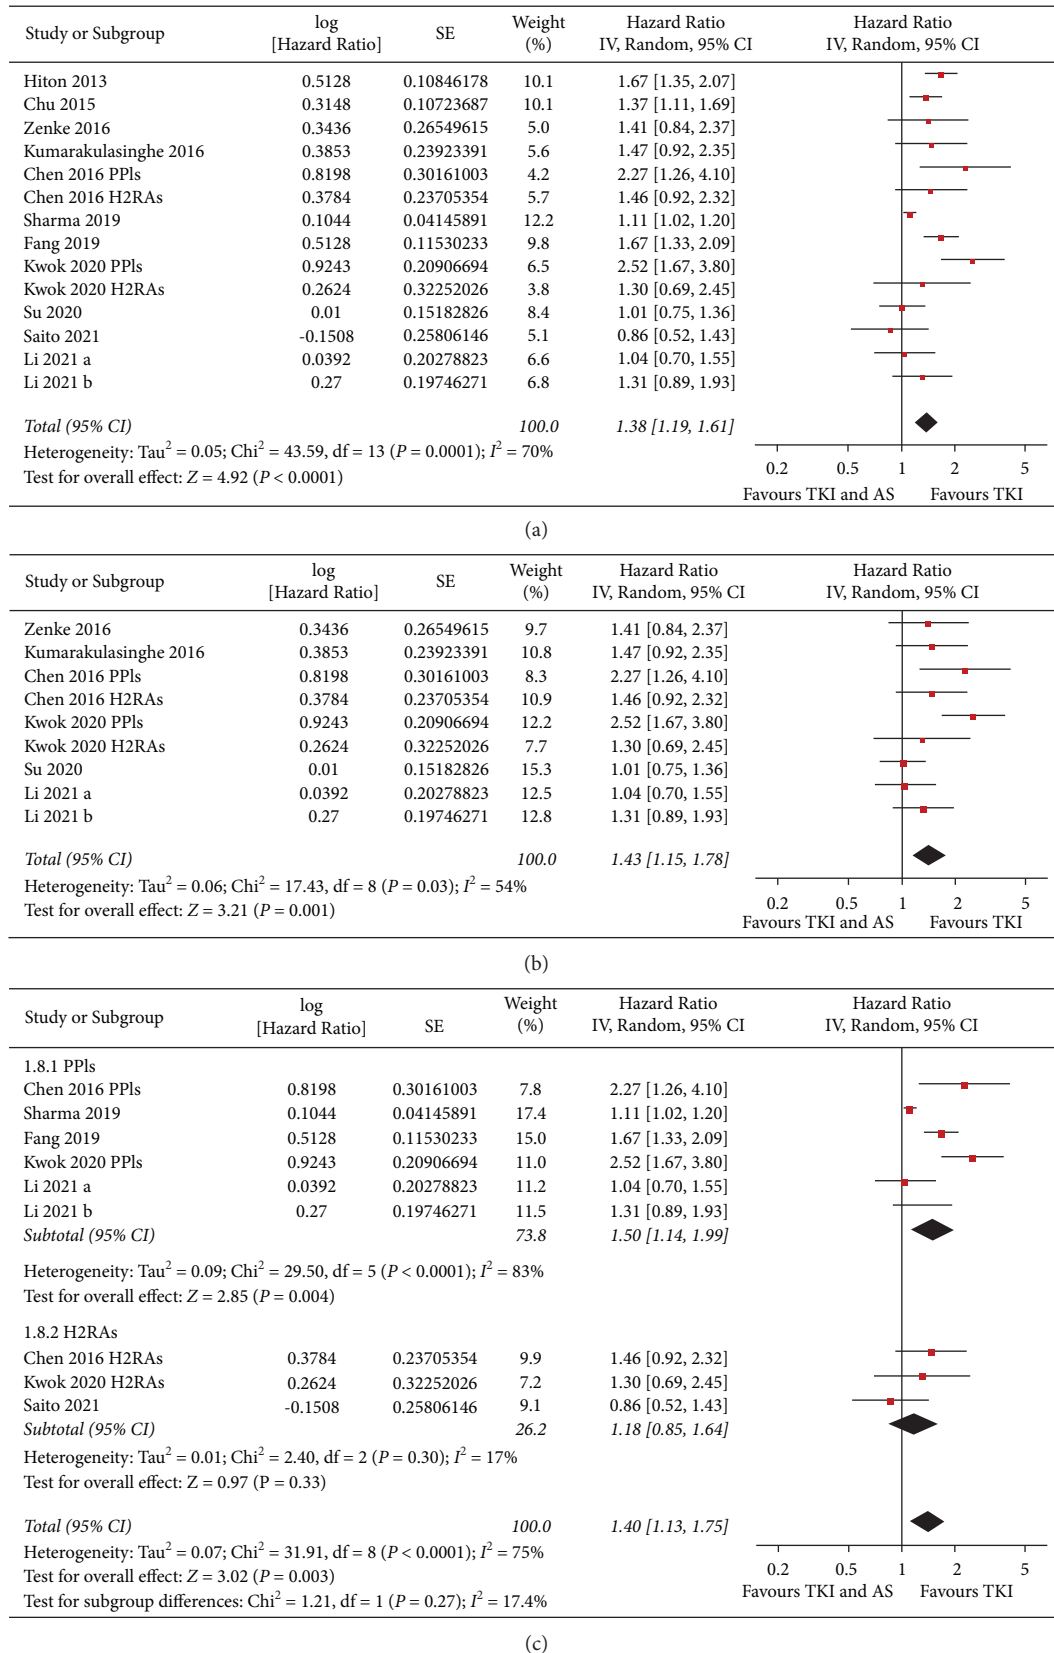 Study or Subgroup log [Hazard Ratio] SE Weight (%) Hazard Ratio IV, Random, 95% CI Hazard Ratio IV, Random, 95% CI
Hiton 2013 0.5128 0.10846178 10.1 1.67 [1.35, 2.07]
Chu 2015 0.3148 0.10723687 10.1 1.37 [1.11, 1.69]
Zenke 2016 0.3436 0.26549615 5.0 1.41 [0.84, 2.37]
Kumarakulasinghe 2016 0.3853 0.23923391 5.6 1.47 [0.92, 2.35]
Chen 2016 PPls 0.8198 0.30161003 4.2 2.27 [1.26, 4.10]
Chen 2016 H2RAs 0.3784 0.23705354 5.7 1.46 [0.92, 2.32]
Sharma 2019 0.1044 0.04145891 12.2 1.11 [1.02, 1.20]
Fang 2019 0.5128 0.11530233 9.8 1.67 [1.33, 2.09]
Kwok 2020 PPls 0.9243 0.20906694 6.5 2.52 [1.67, 3.80]
Kwok 2020 H2RAs 0.2624 0.32252026 3.8 1.30 [0.69, 2.45]
Su 2020 0.01 0.15182826 8.4 1.01 [0.75, 1.36]
Saito 2021 -0.1508 0.25806146 5.1 0.86 [0.52, 1.43]
Li 2021 a 0.0392 0.20278823 6.6 1.04 [0.70, 1.55]
Li 2021 b 0.27 0.19746271 6.8 1.31 [0.89, 1.93]
Total (95% CI) 100.0 1.38 [1.19, 1.61]
Heterogeneity: Tau² = 0.05; Chi² = 43.59, df = 13 (P = 0.0001); I² = 70%
Test for overall effect: Z = 4.92 (P < 0.0001)
0.2 0.5 1 2 5
Favours TKI and AS Favours TKI
(a)
Study or Subgroup log [Hazard Ratio] SE Weight (%) Hazard Ratio IV, Random, 95% CI Hazard Ratio IV, Random, 95% CI
Zenke 2016 0.3436 0.26549615 9.7 1.41 [0.84, 2.37]
Kumarakulasinghe 2016 0.3853 0.23923391 10.8 1.47 [0.92, 2.35]
Chen 2016 PPls 0.8198 0.30161003 8.3 2.27 [1.26, 4.10]
Chen 2016 H2RAs 0.3784 0.23705354 10.9 1.46 [0.92, 2.32]
Kwok 2020 PPls 0.9243 0.20906694 12.2 2.52 [1.67, 3.80]
Kwok 2020 H2RAs 0.2624 0.32252026 7.7 1.30 [0.69, 2.45]
Su 2020 0.01 0.15182826 15.3 1.01 [0.75, 1.36]
Li 2021 a 0.0392 0.20278823 12.5 1.04 [0.70, 1.55]
Li 2021 b 0.27 0.19746271 12.8 1.31 [0.89, 1.93]
Total (95% CI) 100.0 1.43 [1.15, 1.78]
Heterogeneity: Tau² = 0.06; Chi² = 17.43, df = 8 (P = 0.03); I² = 54%
Test for overall effect: Z = 3.21 (P = 0.001)
0.2 0.5 1 2 5
Favours TKI and AS Favours TKI
(b)
Study or Subgroup log [Hazard Ratio] SE Weight (%) Hazard Ratio IV, Random, 95% CI Hazard Ratio IV, Random, 95% CI
1.8.1 PPls
Chen 2016 PPls 0.8198 0.30161003 7.8 2.27 [1.26, 4.10]
Sharma 2019 0.1044 0.04145891 17.4 1.11 [1.02, 1.20]
Fang 2019 0.5128 0.11530233 15.0 1.67 [1.33, 2.09]
Kwok 2020 PPls 0.9243 0.20906694 11.0 2.52 [1.67, 3.80]
Li 2021 a 0.0392 0.20278823 11.2 1.04 [0.70, 1.55]
Li 2021 b 0.27 0.19746271 11.5 1.31 [0.89, 1.93]
Subtotal (95% CI) 73.8 1.50 [1.14, 1.99]
Heterogeneity: Tau² = 0.09; Chi² = 29.50, df = 5 (P < 0.0001); I² = 83%
Test for overall effect: Z = 2.85 (P = 0.004)
1.8.2 H2RAs
Chen 2016 H2RAs 0.3784 0.23705354 9.9 1.46 [0.92, 2.32]
Kwok 2020 H2RAs 0.2624 0.32252026 7.2 1.30 [0.69, 2.45]
Saito 2021 -0.1508 0.25806146 9.1 0.86 [0.52, 1.43]
Subtotal (95% CI) 26.2 1.18 [0.85, 1.64]
Heterogeneity: Tau² = 0.01; Chi² = 2.40, df = 2 (P = 0.30); I² = 17%
Test for overall effect: Z = 0.97 (P = 0.33)
Total (95% CI) 100.0 1.40 [1.13, 1.75]
Heterogeneity: Tau² = 0.07; Chi² = 31.91, df = 8 (P < 0.0001); I² = 75%
Test for overall effect: Z = 3.02 (P = 0.003)
Test for subgroup differences: Chi² = 1.21, df = 1 (P = 0.27); I² = 17.4%
0.2 0.5 1 2 5
Favours TKI and AS Favours TKI
(c)